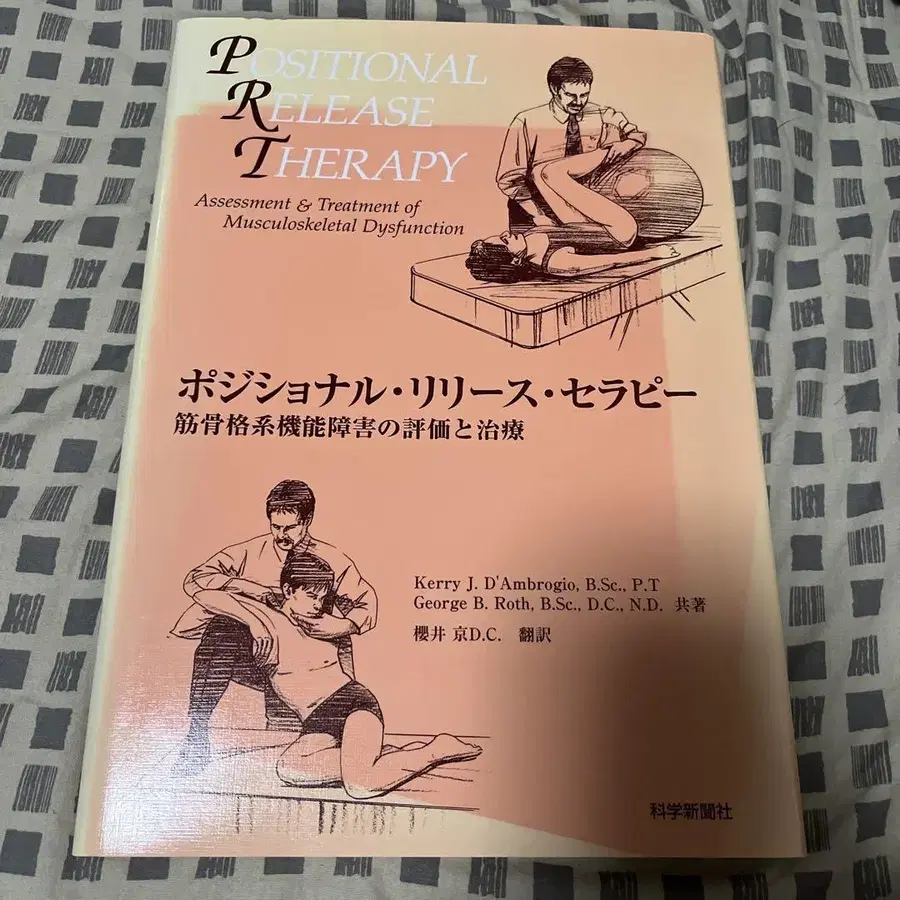 POSITIONAL
RELEASE
THERAPY
Assessment & Treatment of
Musculoskeletal Dysfunction
ポジショナル・リリース・セラピー
筋骨格系機能障害の評価と治療
Kerry J. D'Ambrogio, B.Sc., P.T
George B. Roth, B.Sc., D.C., N.D. 共著
櫻井 京D.C. 翻訳
科学新聞社